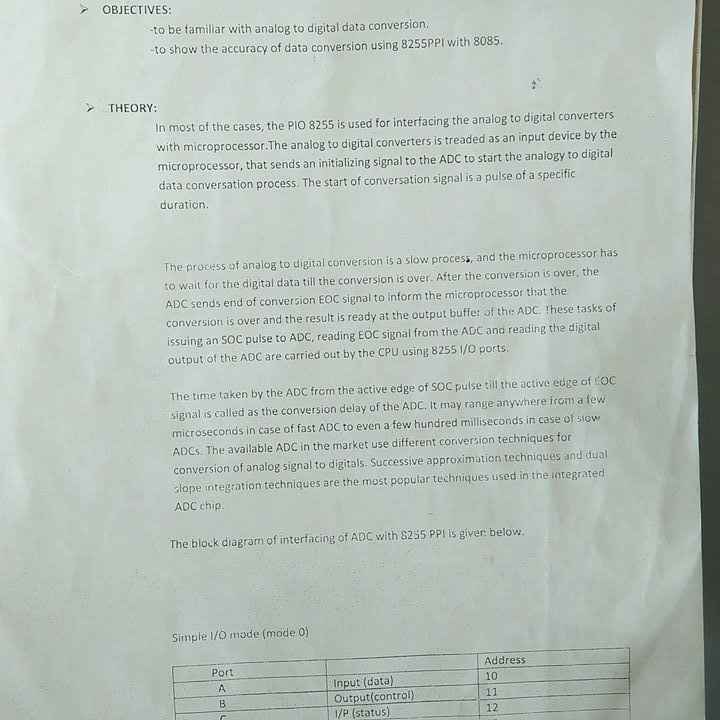 ➢ OBJECTIVES:
-to be familiar with analog to digital data conversion.
-to show the accuracy of data conversion using 8255PPI with 8085.
➢ THEORY:
In most of the cases, the PIO 8255 is used for interfacing the analog to digital converters
with microprocessor.The analog to digital converters is treaded as an input device by the
microprocessor, that sends an initializing signal to the ADC to start the analogy to digital
data conversation process. The start of conversation signal is a pulse of a specific
duration.
The process of analog to digital conversion is a slow process, and the microprocessor has
to wait for the digital data till the conversion is over. After the conversion is over, the
ADC sends end of conversion EOC signal to inform the microprocessor that the
conversion is over and the result is ready at the output buffer of the ADC. These tasks of
issuing an SOC pulse to ADC, reading EOC signal from the ADC and reading the digital
output of the ADC are carried out by the CPU using 8255 I/O ports.
The time taken by the ADC from the active edge of SOC pulse till the active edge of EOC
signal is called as the conversion delay of the ADC. It may range anywhere from a few
microseconds in case of fast ADC to even a few hundred milliseconds in case of slow
ADCs. The available ADC in the market use different conversion techniques for
conversion of analog signal to digitals. Successive approximation techniques and dual
slope integration techniques are the most popular techniques used in the integrated
ADC chip.
The block diagram of interfacing of ADC with 8255 PPI is given below.
Simple I/O mode (mode 0)
Port Address
A Input (data) 10
B Output(control) 11
C I/P (status) 12